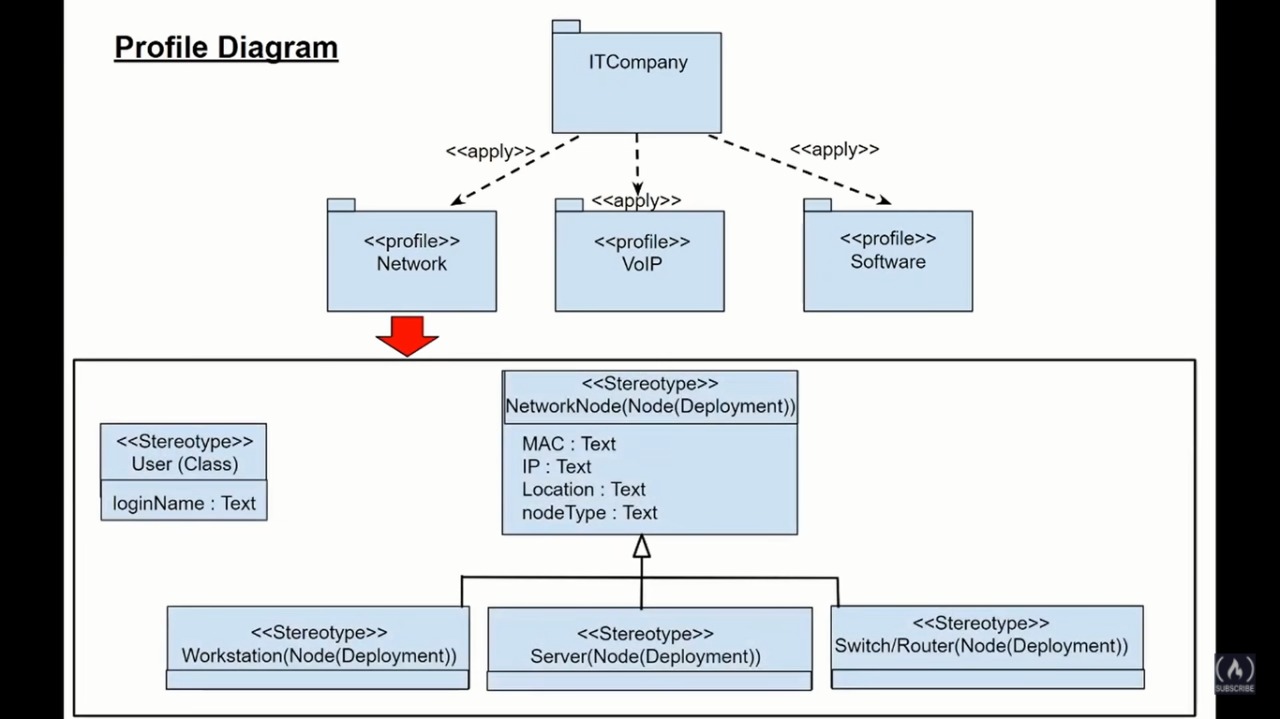 Profile Diagram
ITCompany
<<apply>>
<<apply>>
<<apply>>
<<profile>>
Network
<<profile>>
VoIP
<<profile>>
Software
<<Stereotype>>
User (Class)
loginName : Text
<<Stereotype>>
NetworkNode(Node(Deployment))
MAC : Text
IP : Text
Location : Text
nodeType : Text
<<Stereotype>>
Workstation(Node(Deployment))
<<Stereotype>>
Server(Node(Deployment))
<<Stereotype>>
Switch/Router(Node(Deployment))
SUBSCRIBE